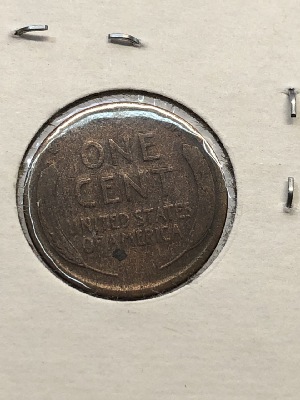 ONE
CENT
UNITED STATES
OF AMERICA